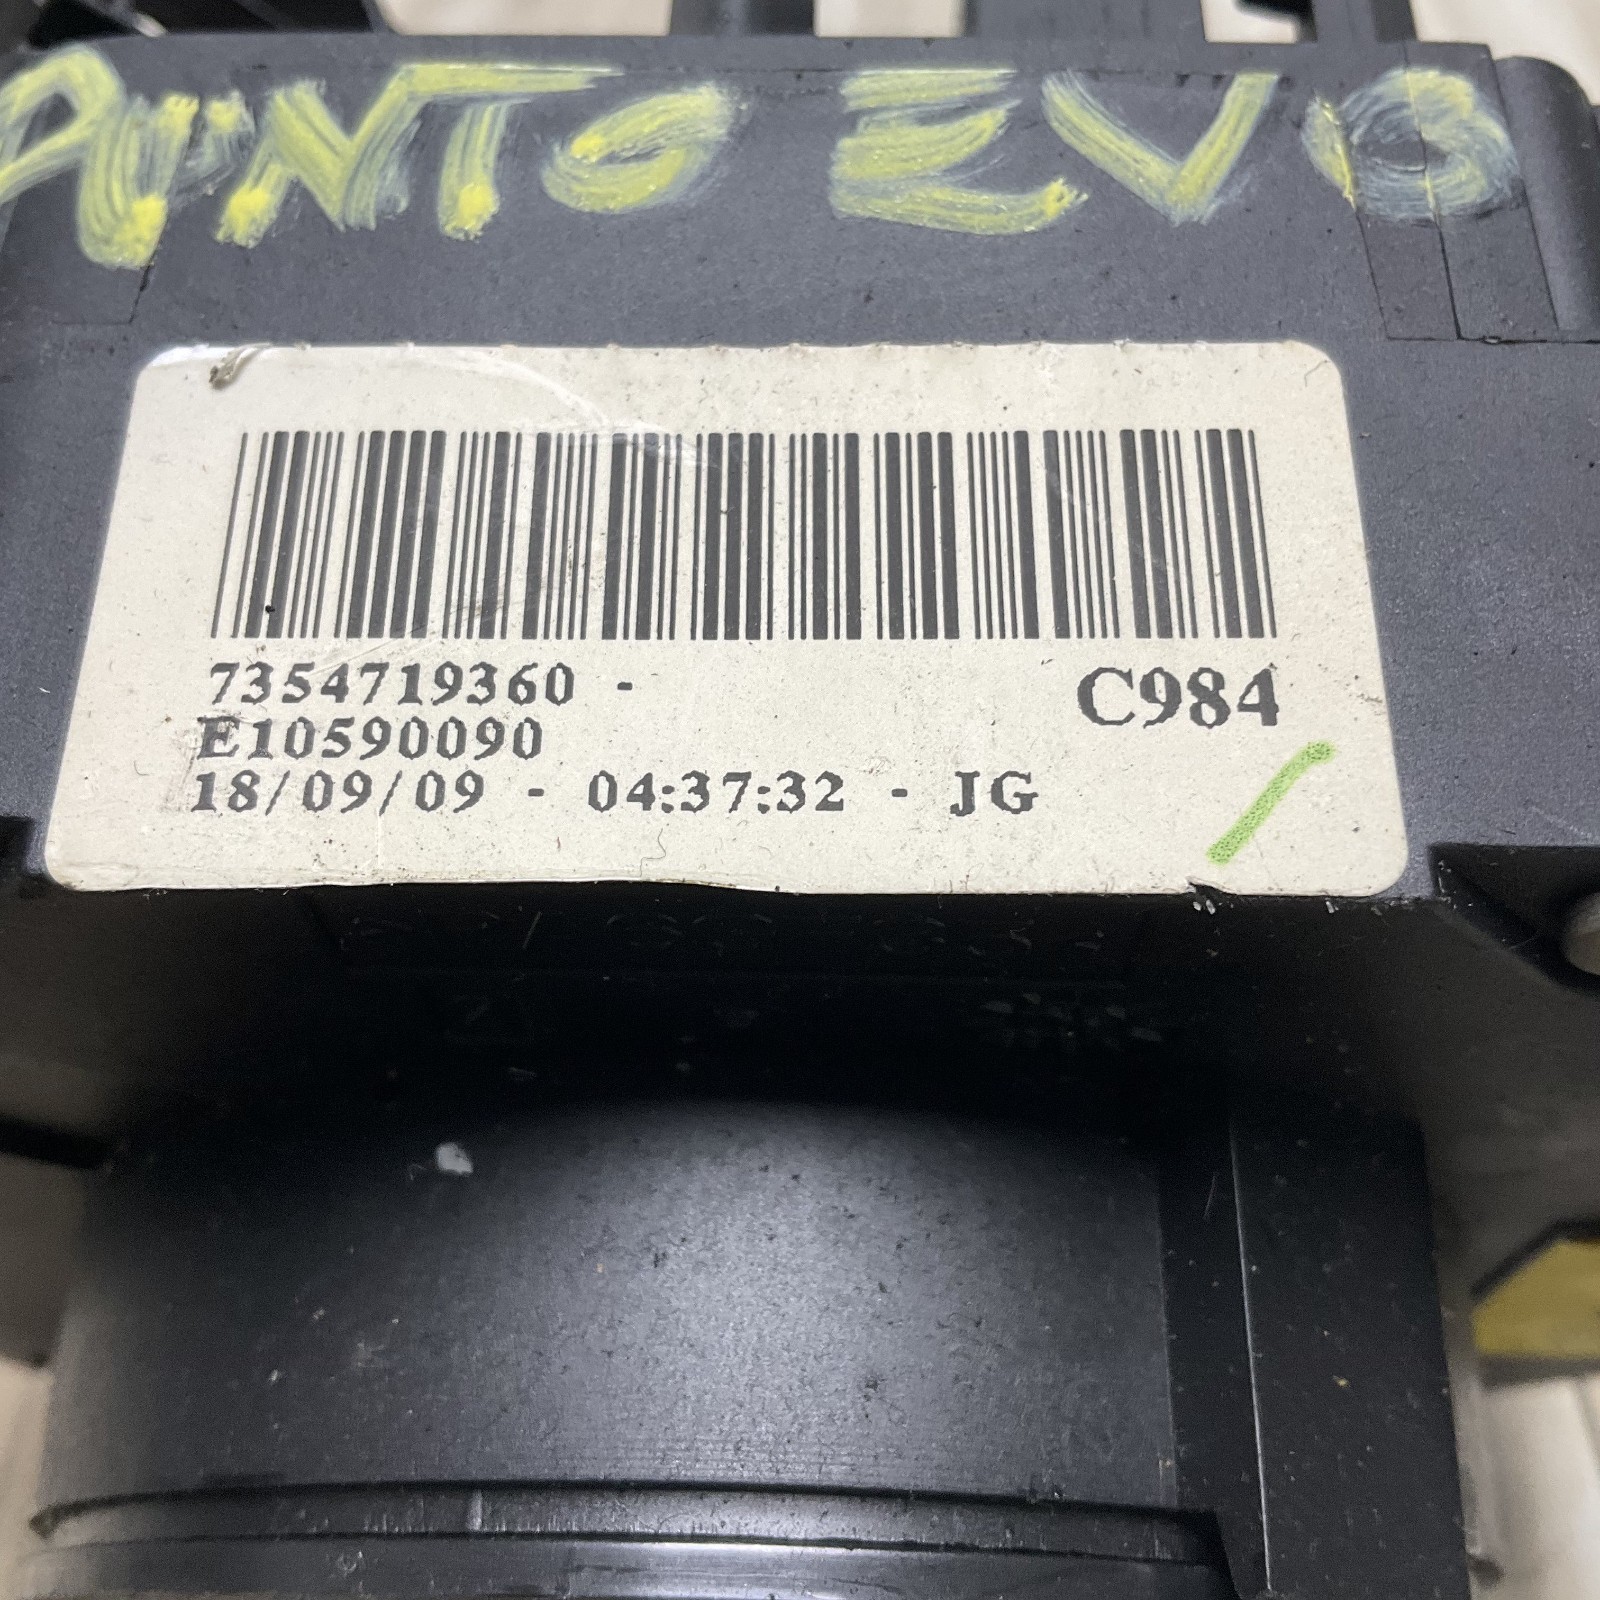 PUNTO EVO
7354719360 -
C984
E10590090
18/09/09 - 04:37:32 - JG